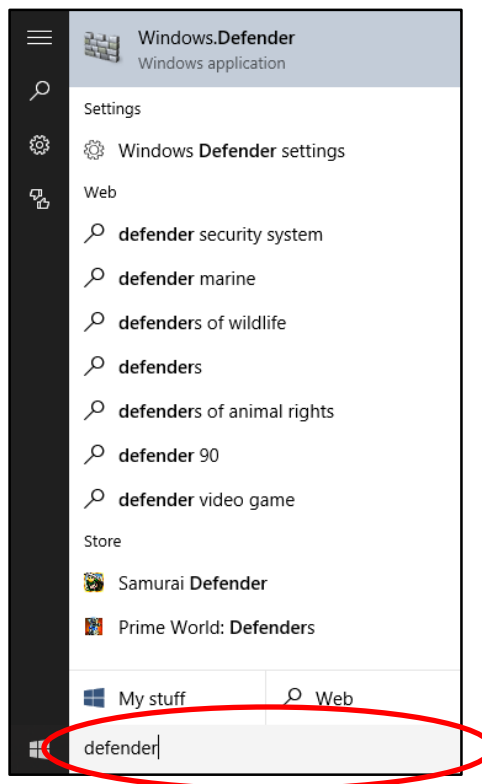 Windows.Defender
Windows application
Settings
Windows Defender settings
Web
defender security system
defender marine
defenders of wildlife
defenders
defenders of animal rights
defender 90
defender video game
Store
Samurai Defender
Prime World: Defenders
My stuff
Web
defender